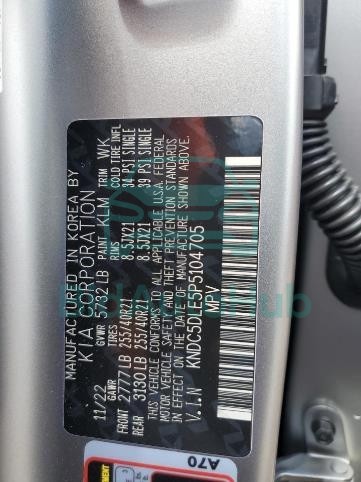 MANUFACTURED IN KOREA BY
KIA CORPORATION
11/22 GVWR 5732 LB PAINT KLM TRIM WK
GAWR TIRES RIMS COLD TIRE INFL
FRONT 2777 LB 255/40R21 8.5JX21 34 PSI SINGLE
REAR 3130 LB 255/40R21 8.5JX21 39 PSI SINGLE
THIS VEHICLE CONFORMS TO ALL APPLICABLE U.S.A. FEDERAL
MOTOR VEHICLE SAFETY AND THEFT PREVENTION STANDARDS
IN EFFECT ON THE DATE OF MANUFACTURE SHOWN ABOVE.
V.I.N KNDC5DLE5P5104705
MPV
A70